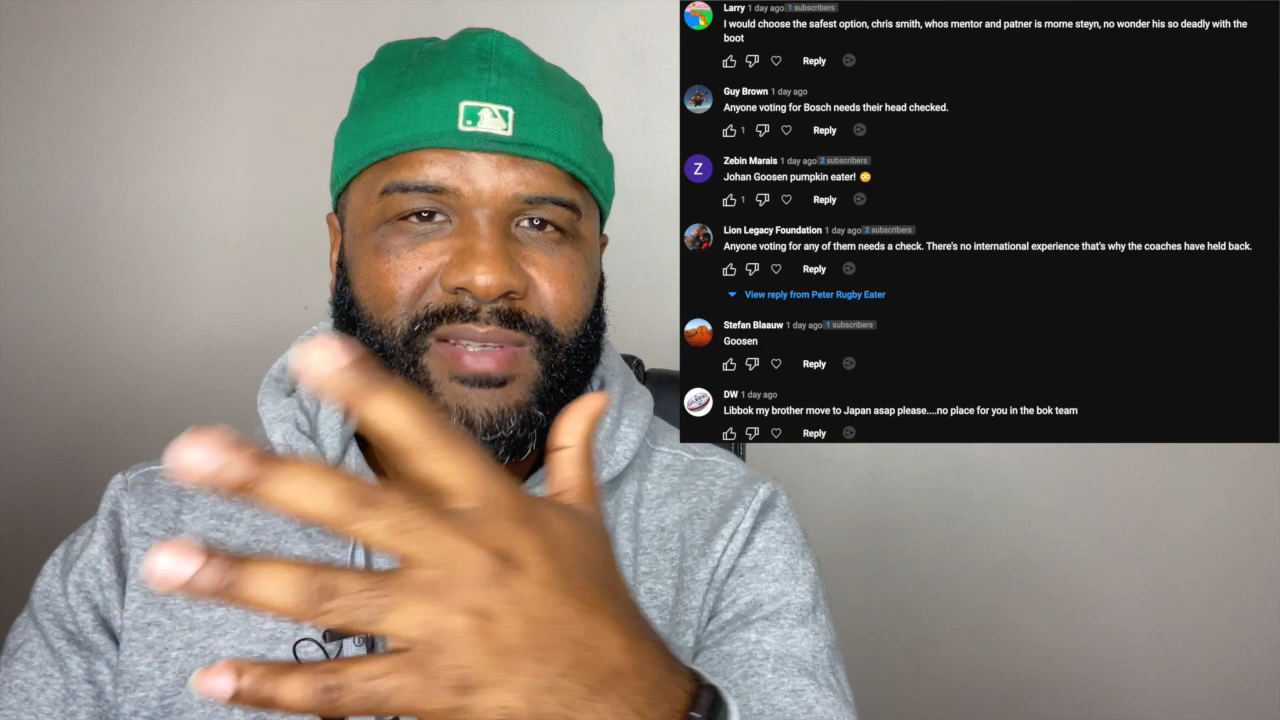 Larry 1 day ago 1 subscribers
I would choose the safest option, chris smith, whos mentor and patner is morne steyn, no wonder his so deadly with the
boot
Reply
Guy Brown 1 day ago
Anyone voting for Bosch needs their head checked.
1 Reply
Z
Zebin Marais 1 day ago 2 subscribers
Johan Goosen pumpkin eater! 😳
1 Reply
Lion Legacy Foundation 1 day ago 2 subscribers
Anyone voting for any of them needs a check. There's no international experience that's why the coaches have held back.
Reply
View reply from Peter Rugby Eater
Stefan Blaauw 1 day ago 1 subscribers
Goosen
Reply
DW 1 day ago
Libbok my brother move to Japan asap please....no place for you in the bok team
Reply